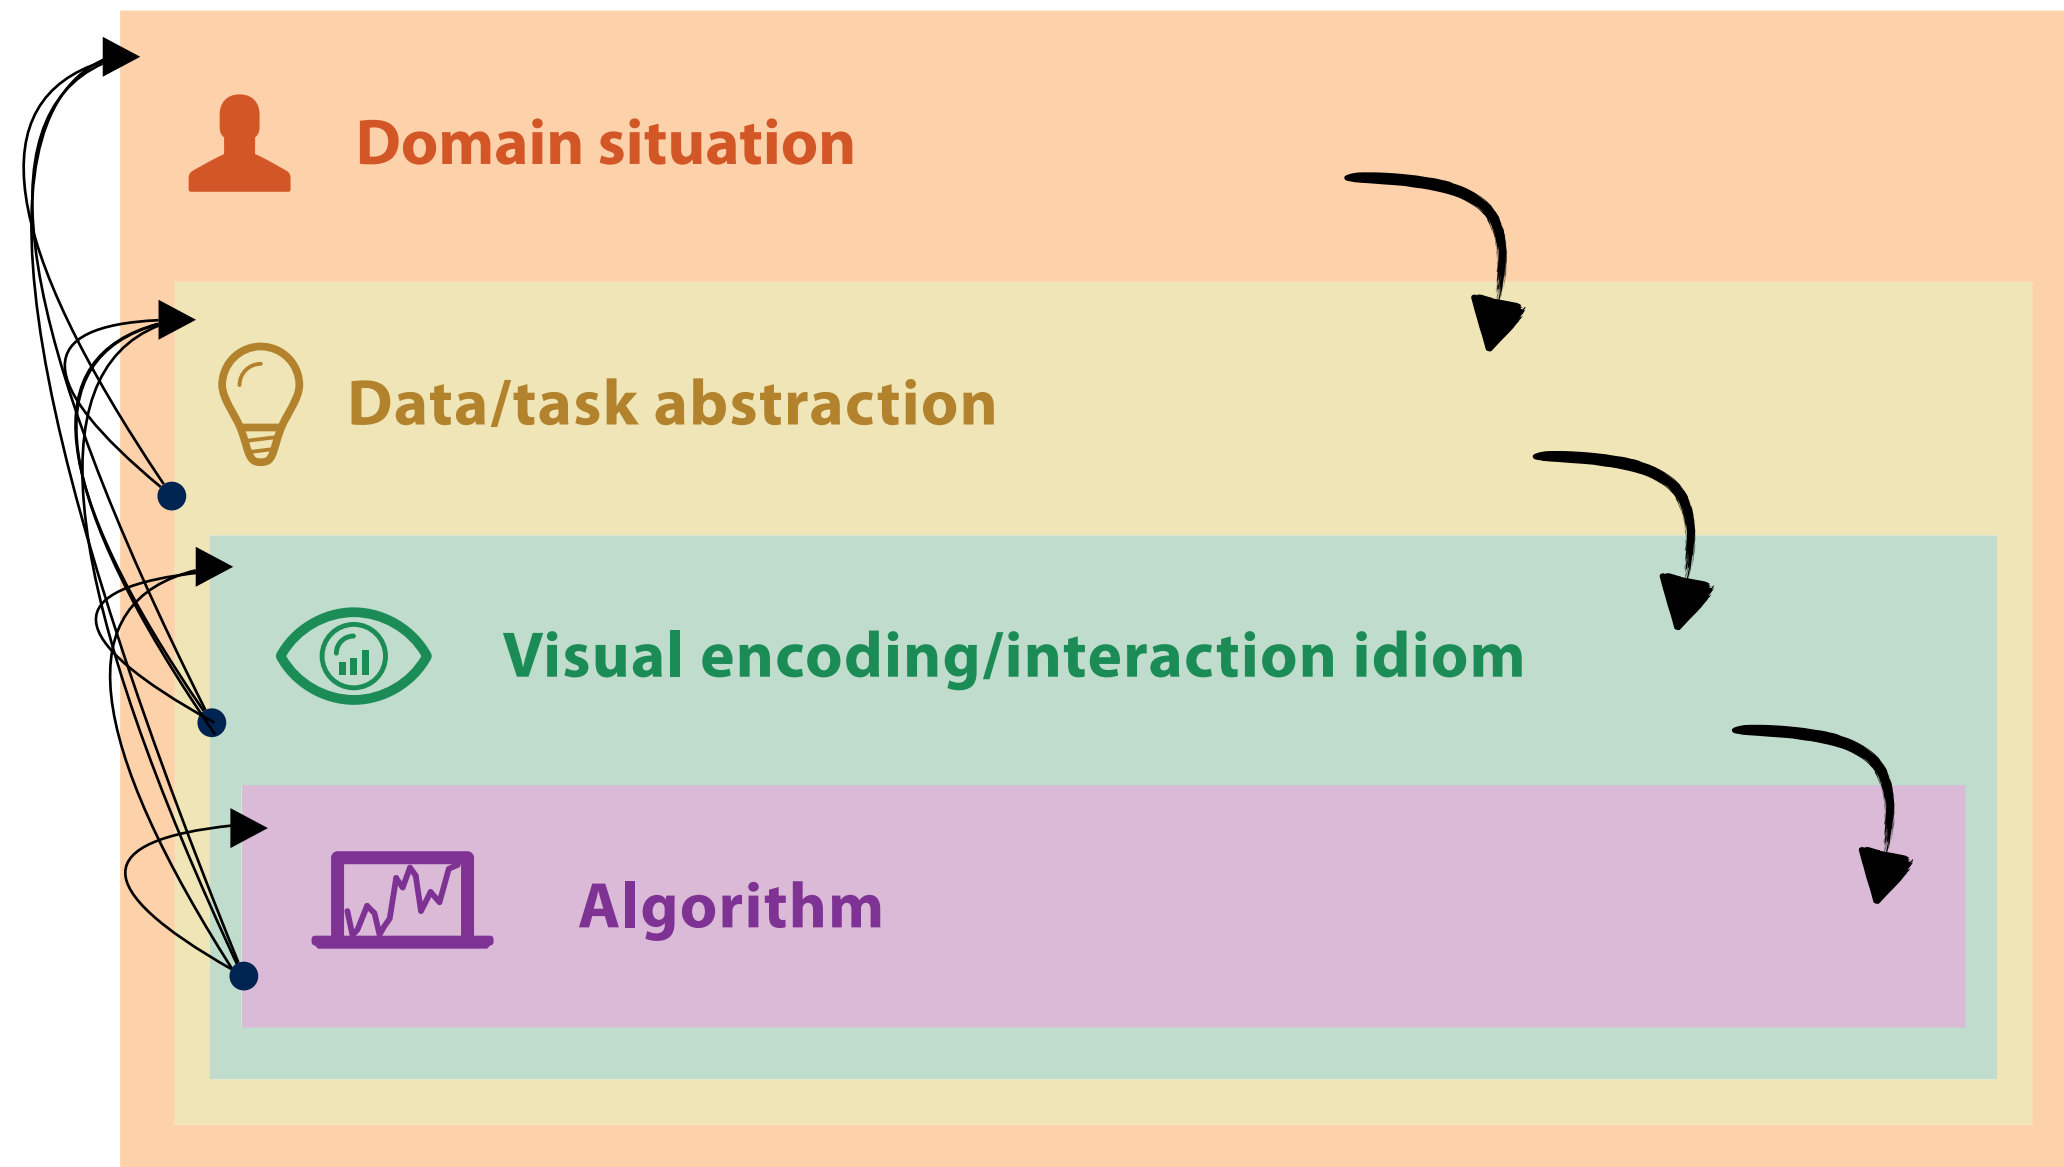 Domain situation
Data/task abstraction
Visual encoding/interaction idiom
Algorithm